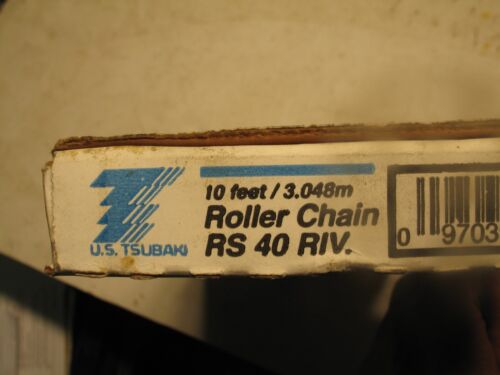 U.S. TSUBAKI
10 feet / 3.048m
Roller Chain
RS 40 RIV.
0 9703